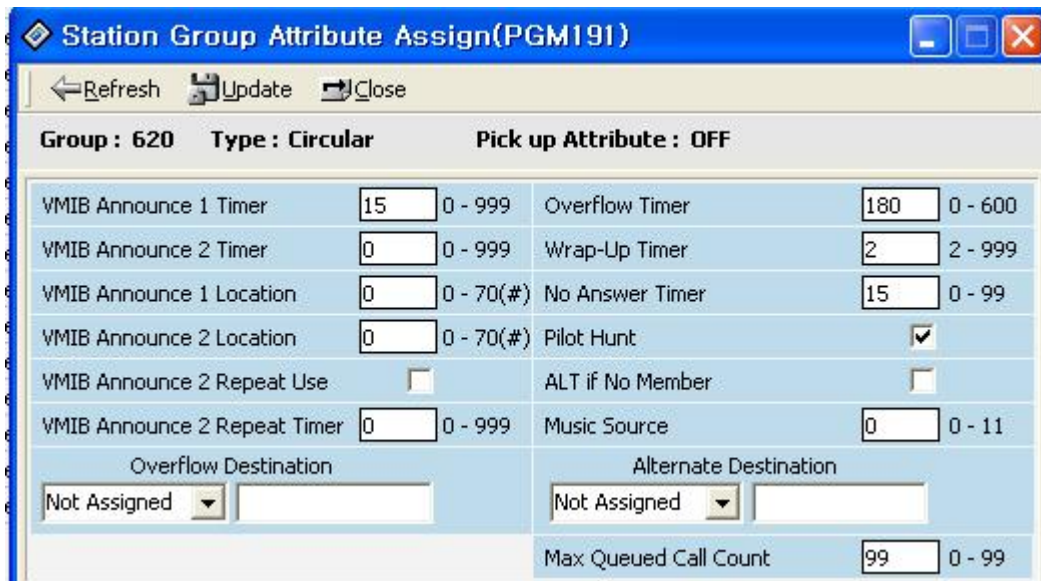 Station Group Attribute Assign(PGM191)
Refresh Update Close
Group : 620 Type : Circular Pick up Attribute : OFF
VMIB Announce 1 Timer 15 0 - 999 Overflow Timer 180 0 - 600
VMIB Announce 2 Timer 0 0 - 999 Wrap-Up Timer 2 2 - 999
VMIB Announce 1 Location 0 0 - 70(#) No Answer Timer 15 0 - 99
VMIB Announce 2 Location 0 0 - 70(#) Pilot Hunt
VMIB Announce 2 Repeat Use ALT if No Member
VMIB Announce 2 Repeat Timer 0 0 - 999 Music Source 0 0 - 11
Overflow Destination Alternate Destination
Not Assigned Not Assigned
Max Queued Call Count 99 0 - 99